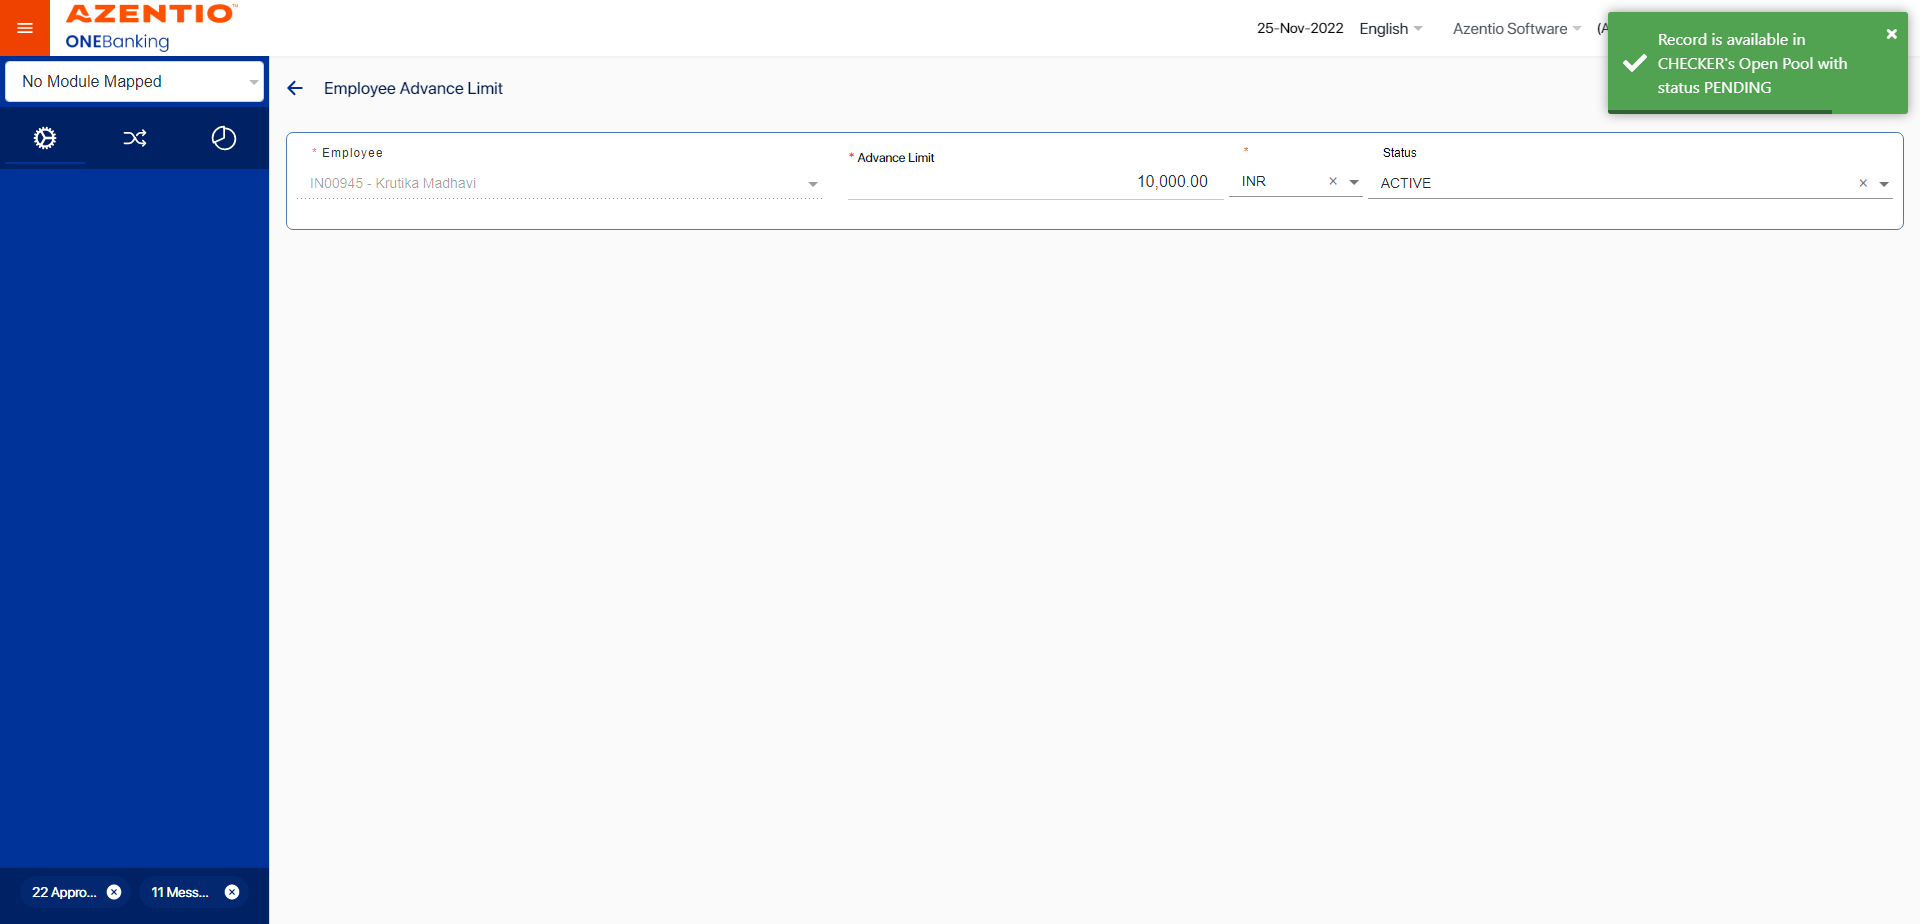 AZENTIO™
ONEBanking
25-Nov-2022 English Azentio Software (A
Record is available in
CHECKER's Open Pool with
status PENDING
No Module Mapped
Employee Advance Limit
* Employee
* Advance Limit
*
Status
IN00945 - Krutika Madhavi
10,000.00
INR ×
ACTIVE ×
22 Appro...
11 Mess...